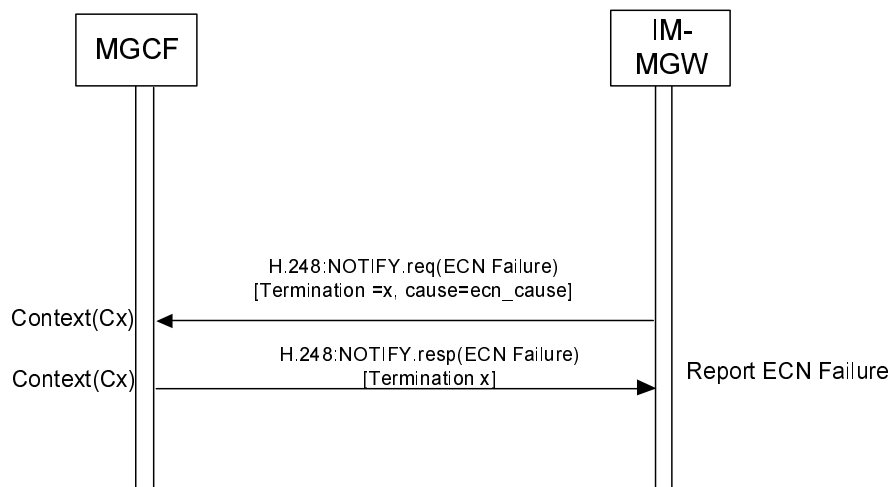 MGCF
IM-
MGW
H.248:NOTIFY.req(ECN Failure)
[Termination =x, cause=ecn_cause]
Context(Cx)
H.248:NOTIFY.resp(ECN Failure)
[Termination x]
Context(Cx)
Report ECN Failure